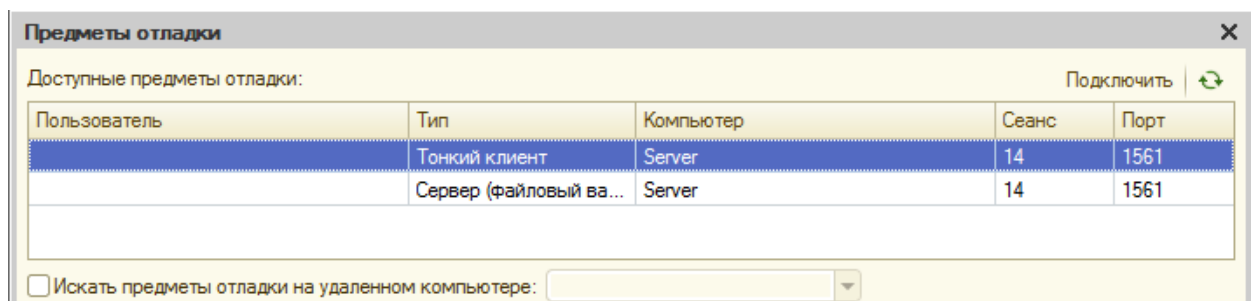 Предметы отладки
Доступные предметы отладки: Подключить
Пользователь Тип Компьютер Сеанс Порт
Тонкий клиент Server 14 1561
Сервер (файловый ва... Server 14 1561
Искать предметы отладки на удаленном компьютере: